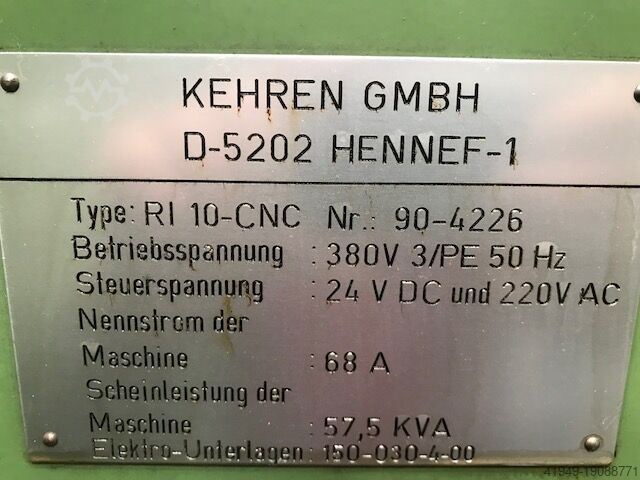 KEHREN GMBH
D-5202 HENNEF-1
Type: RI 10-CNC Nr.: 90-4226
Betriebsspannung : 380V 3/PE 50 Hz
Steuerspannung : 24 V DC und 220V AC
Nennstrom der
Maschine : 68 A
Scheinleistung der
Maschine : 57,5 KVA
Elektro-Unterlagen: 150-030-4-00
41949-19088771